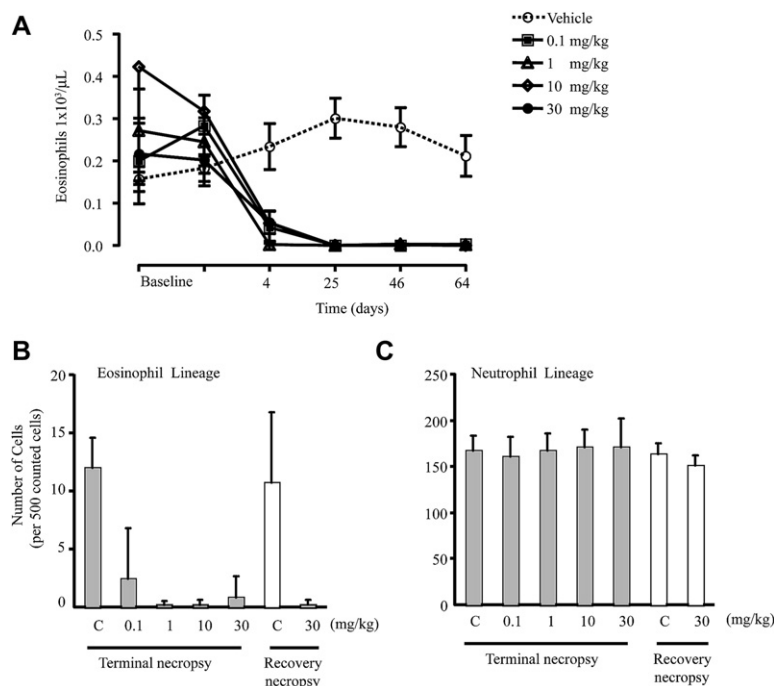 A
Vehicle
0.1 mg/kg
1 mg/kg
10 mg/kg
30 mg/kg
Eosinophils 1x10³/µL
0.5
0.4
0.3
0.2
0.1
0.0
Baseline 4 25 46 64
Time (days)
B
Eosinophil Lineage
Number of Cells
(per 500 counted cells)
20
15
10
5
0
C 0.1 1 10 30 C 30 (mg/kg)
Terminal necropsy Recovery
necropsy
C
Neutrophil Lineage
250
200
150
100
50
0
C 0.1 1 10 30 C 30 (mg/kg)
Terminal necropsy Recovery
necropsy